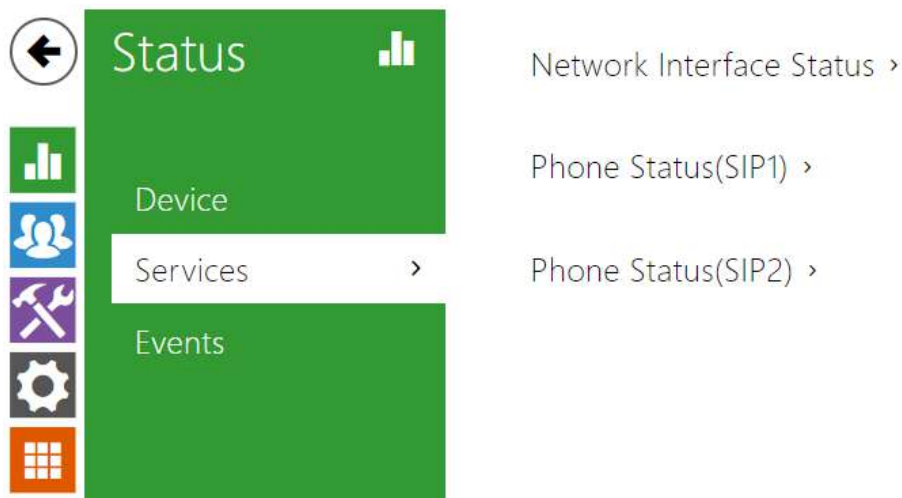 Status
Device
Services
Events
Network Interface Status
Phone Status(SIP1)
Phone Status(SIP2)